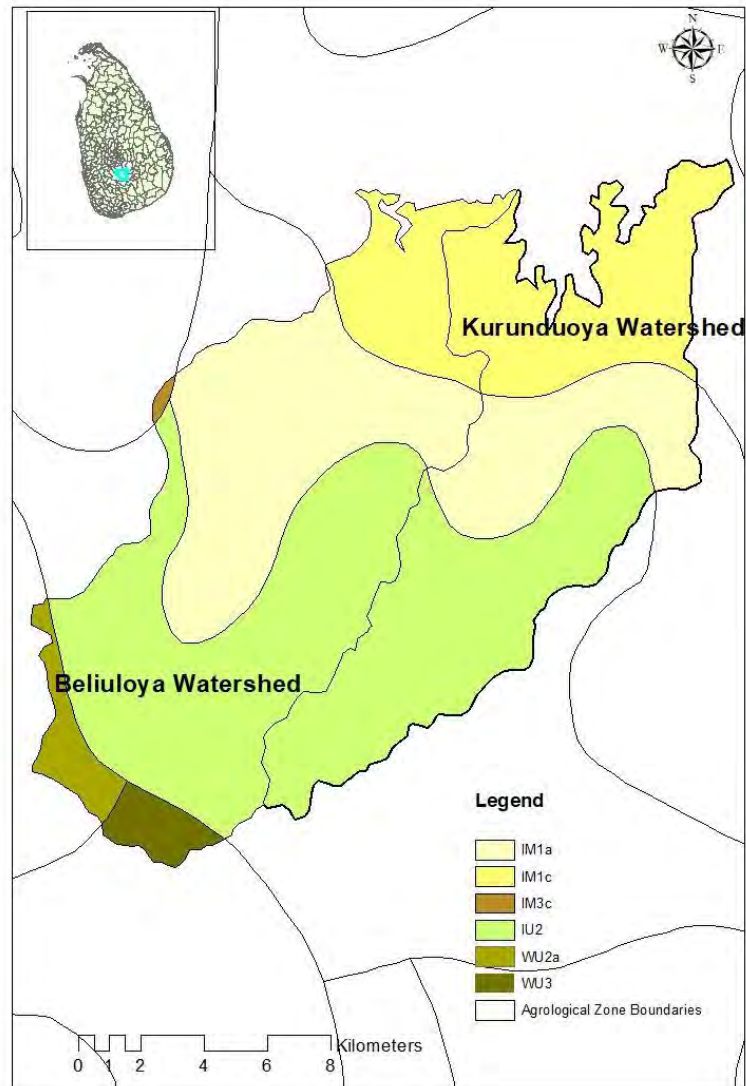 N
W E
S
Kurunduoya Watershed
Beliuloya Watershed
Legend
IM1a
IM1c
IM3c
IU2
WU2a
WU3
Agrological Zone Boundaries
Kilometers
0 1 2 4 6 8